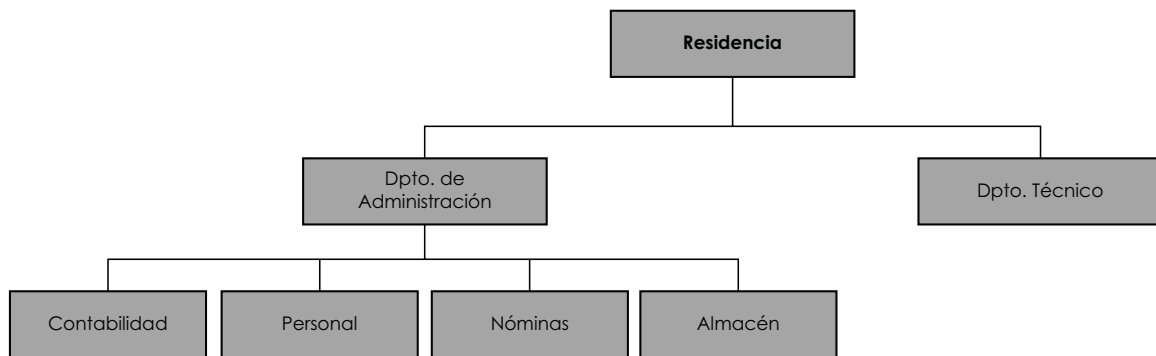 Residencia
Dpto. de
Administración
Dpto. Técnico
Contabilidad
Personal
Nóminas
Almacén